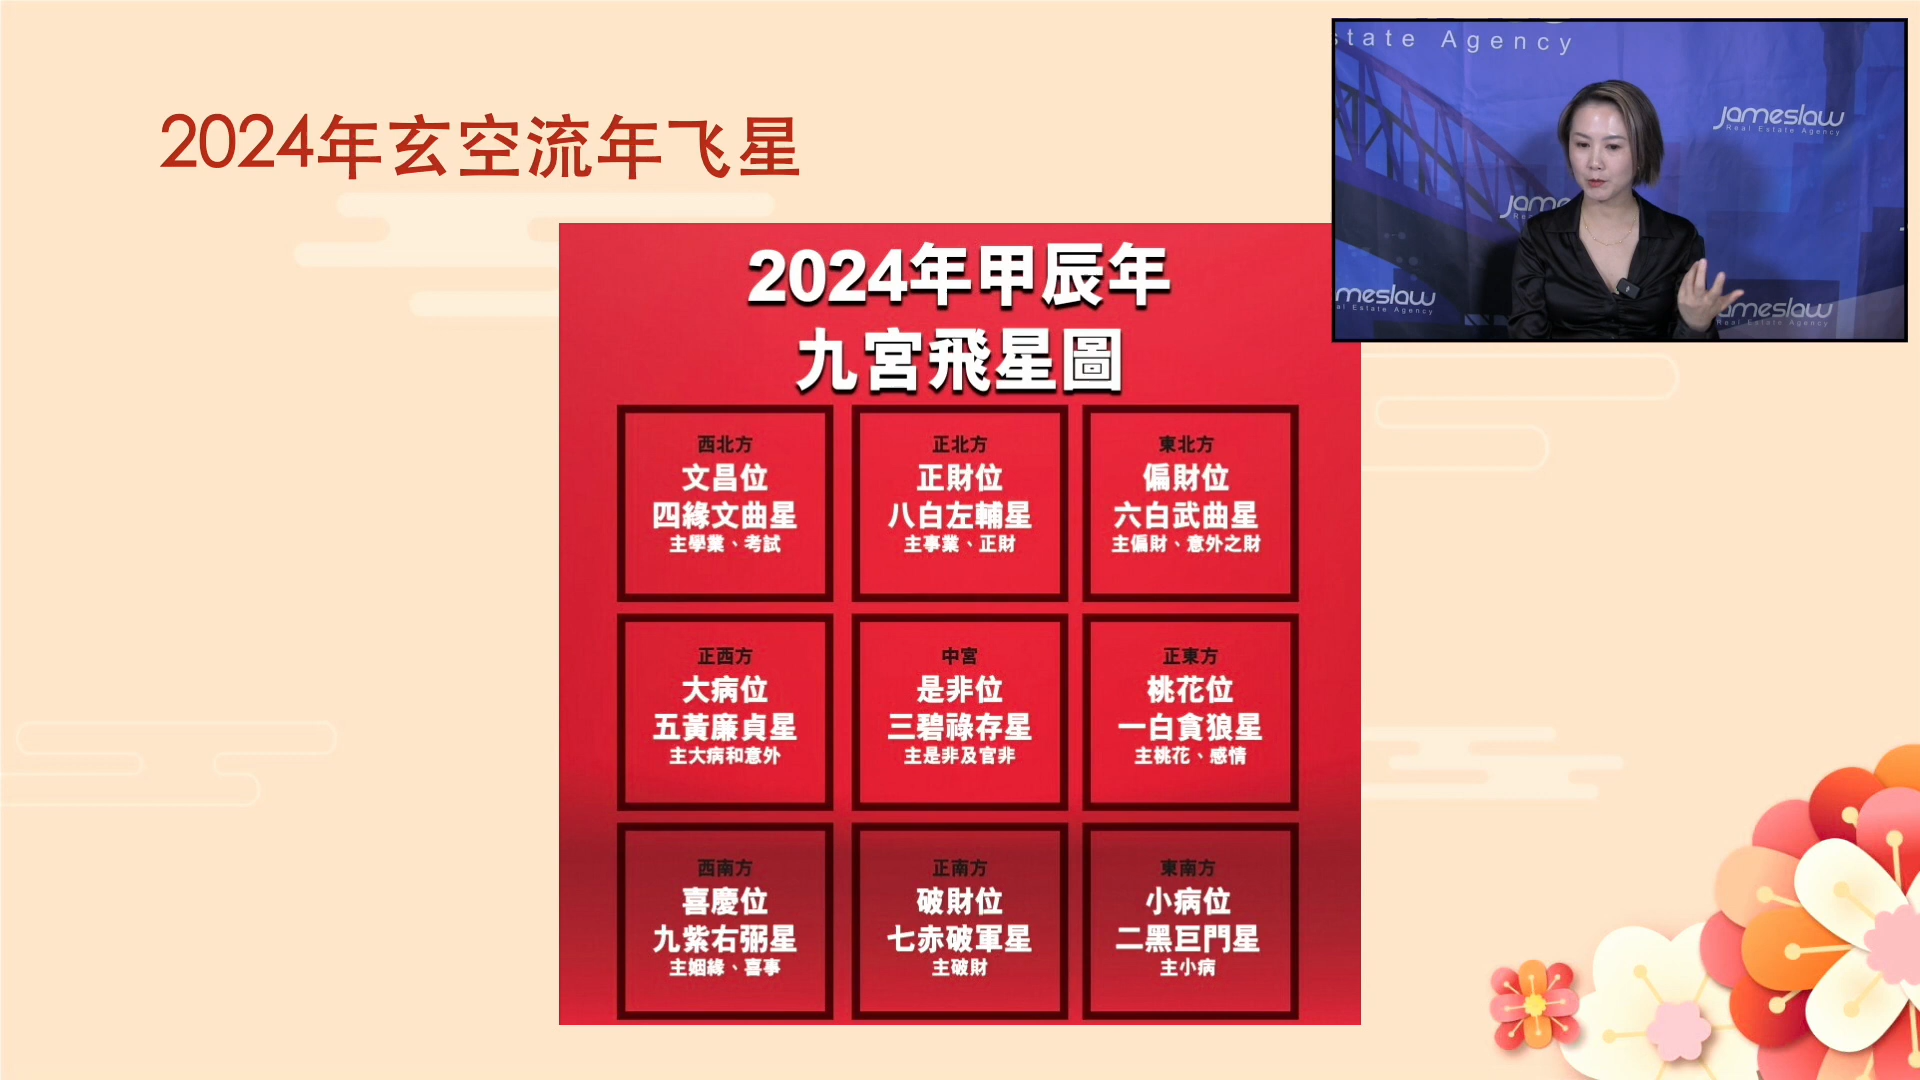 2024年玄空流年飞星
state Agency
jameslaw
Real Estate Agency
jame
Rea
meslaw
al Estate Agency
ameslaw
Real Estate Agency
2024年甲辰年
九宮飛星圖
西北方
文昌位
四緣文曲星
主學業、考試
正北方
正財位
八白左輔星
主事業、正財
東北方
偏財位
六白武曲星
主偏財、意外之財
正西方
大病位
五黃廉貞星
主大病和意外
中宮
是非位
三碧祿存星
主是非及官非
正東方
桃花位
一白貪狼星
主桃花、感情
西南方
喜慶位
九紫右弼星
主姻緣、喜事
正南方
破財位
七赤破軍星
主破財
東南方
小病位
二黑巨門星
主小病